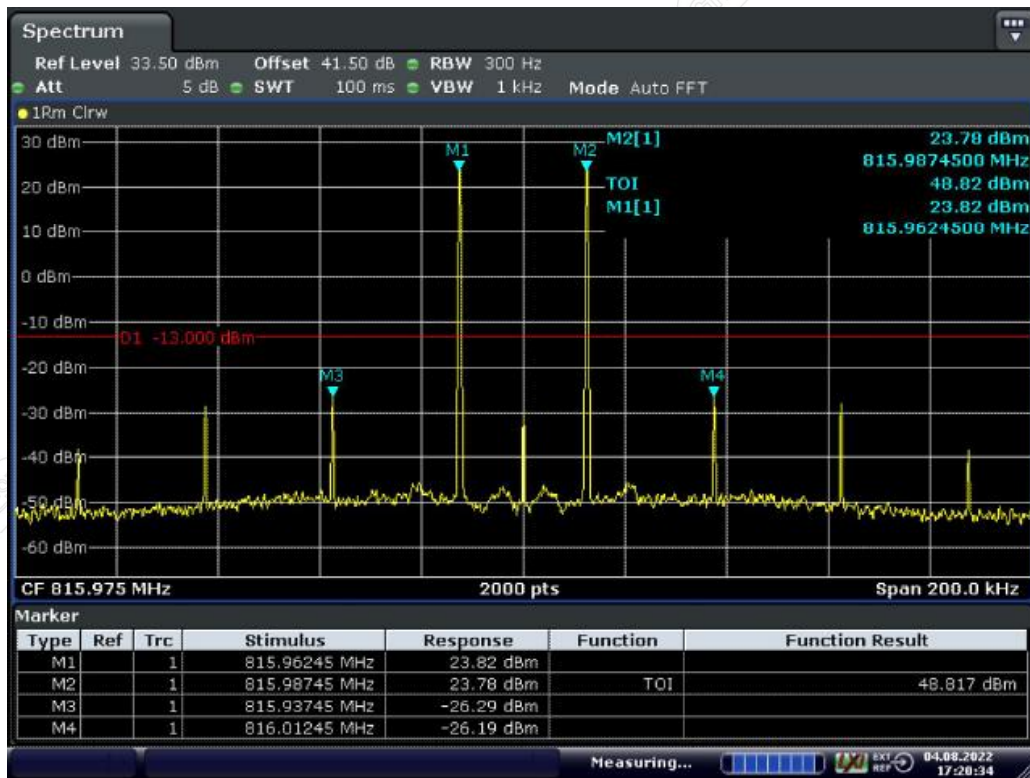 Spectrum
Ref Level 33.50 dBm Offset 41.50 dB RBW 300 Hz
Att 5 dB SWT 100 ms VBW 1 kHz Mode Auto FFT
1Rm Clrw
30 dBm
M1
M2
M2[1] 23.78 dBm
815.9874500 MHz
20 dBm
TOI 48.82 dBm
M1[1] 23.82 dBm
10 dBm
815.9624500 MHz
0 dBm
-10 dBm
D1 -13.000 dBm
-20 dBm
M3
M4
-30 dBm
-40 dBm
-50 dBm
-60 dBm
CF 815.975 MHz 2000 pts Span 200.0 kHz
Marker
Type Ref Trc Stimulus Response Function Function Result
M1 1 815.96245 MHz 23.82 dBm
M2 1 815.98745 MHz 23.78 dBm TOI 48.817 dBm
M3 1 815.93745 MHz -26.29 dBm
M4 1 816.01245 MHz -26.19 dBm
Measuring... LXI EXT REF 04.08.2022
17:20:34